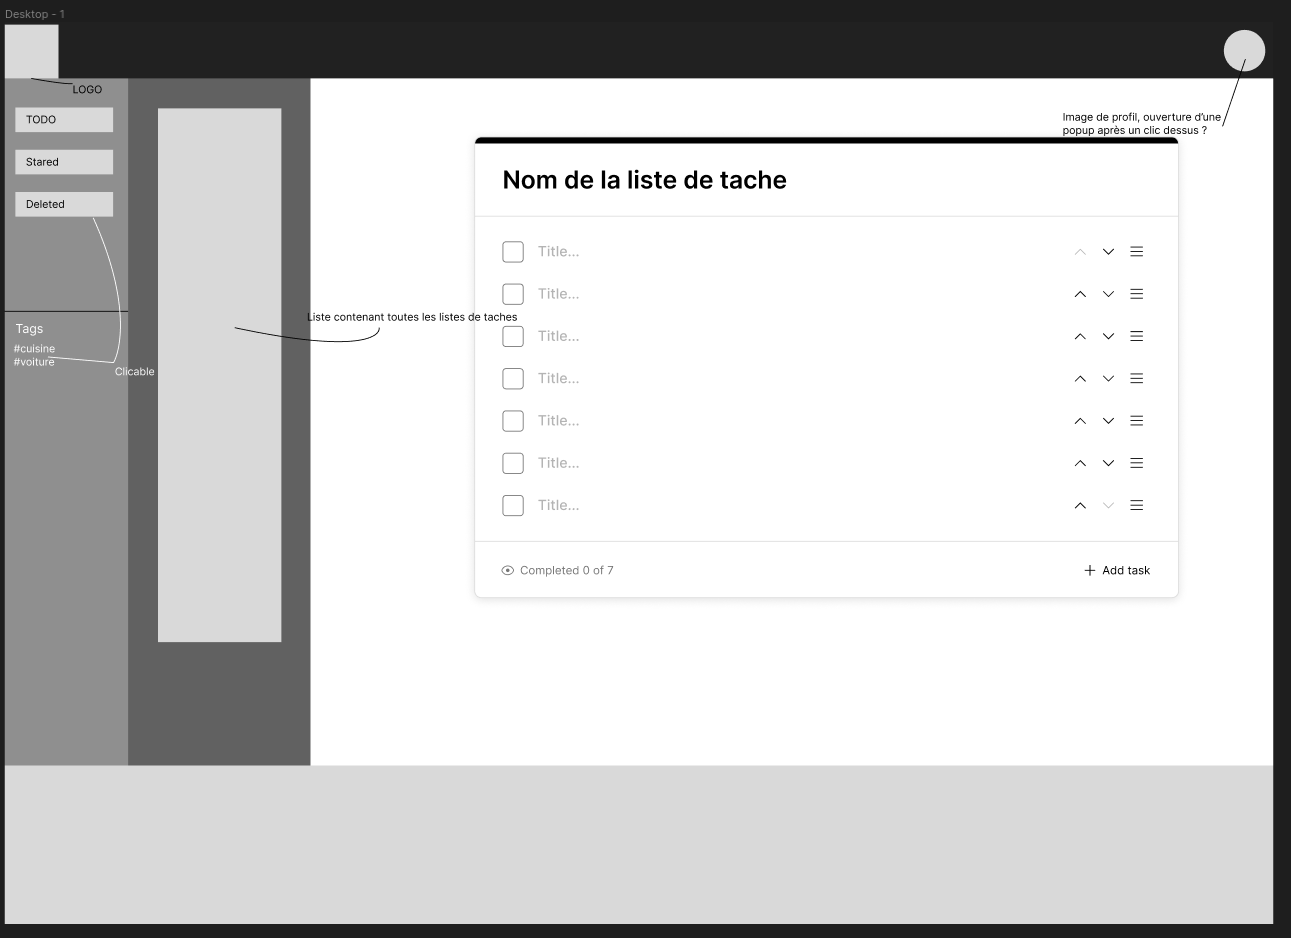 Desktop - 1
LOGO
TODO
Stared
Deleted
Tags
#cuisine
#voiture
Clicable
Liste contenant toutes les listes de taches
Image de profil, ouverture d'une
popup après un clic dessus ?
Nom de la liste de tache
Title...
Title...
Title...
Title...
Title...
Title...
Title...
Completed 0 of 7
Add task